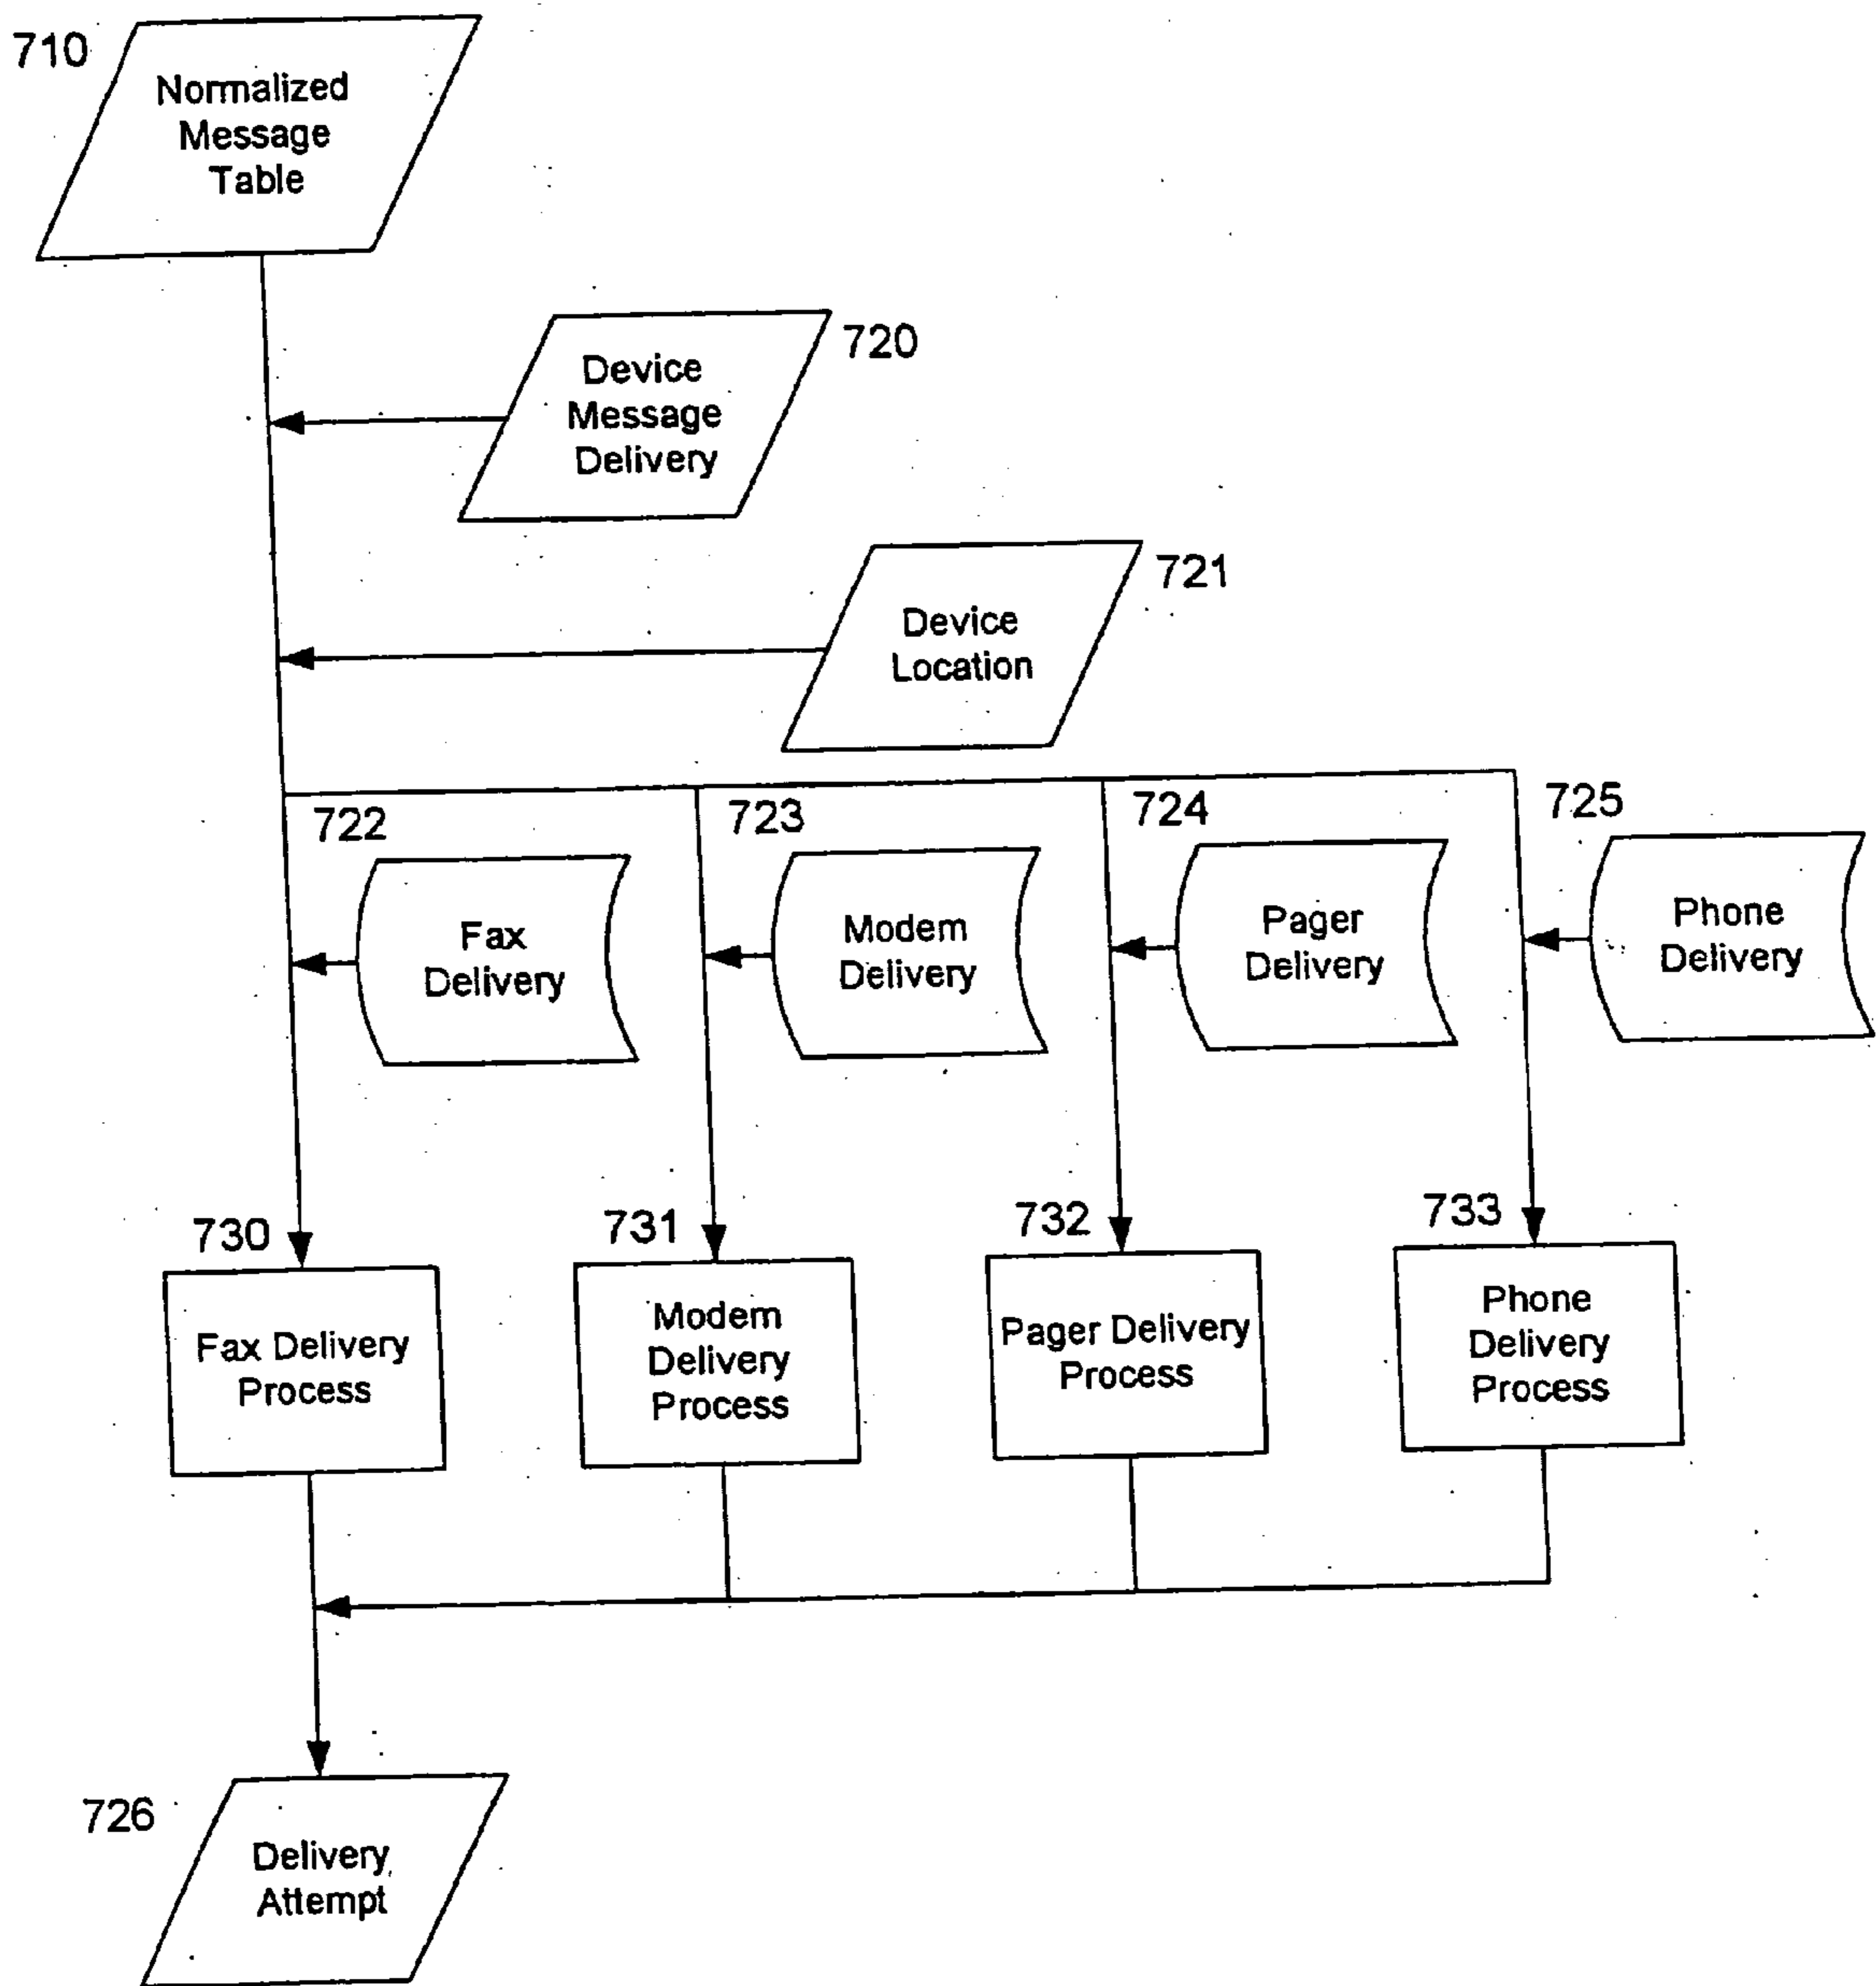 710
Normalized
Message
Table
720
Device
Message
Delivery
721
Device
Location
722
723
724
725
Fax
Delivery
Modem
Delivery
Pager
Delivery
Phone
Delivery
730
731
732
733
Fax Delivery
Process
Modem
Delivery
Process
Pager Delivery
Process
Phone
Delivery
Process
726
Delivery
Attempt